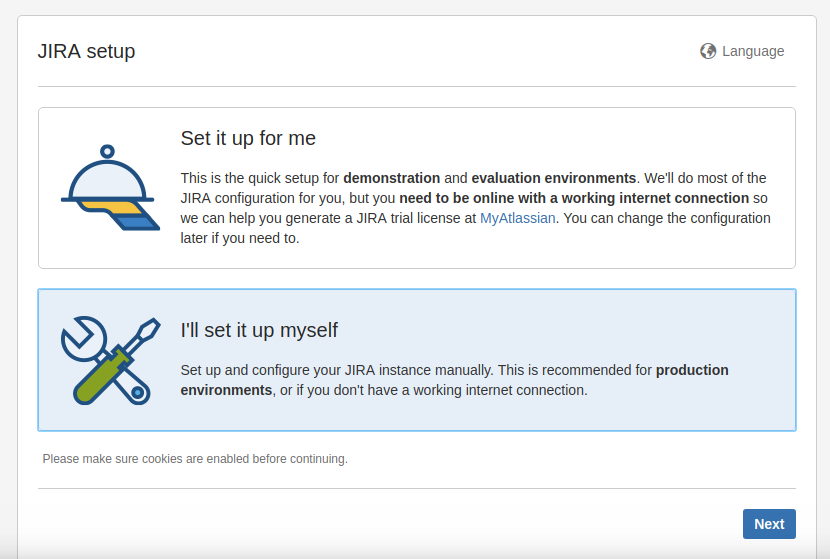 JIRA setup
Language
Set it up for me
This is the quick setup for demonstration and evaluation environments. We'll do most of the
JIRA configuration for you, but you need to be online with a working internet connection so
we can help you generate a JIRA trial license at MyAtlassian. You can change the configuration
later if you need to.
I'll set it up myself
Set up and configure your JIRA instance manually. This is recommended for production
environments, or if you don't have a working internet connection.
Please make sure cookies are enabled before continuing.
Next